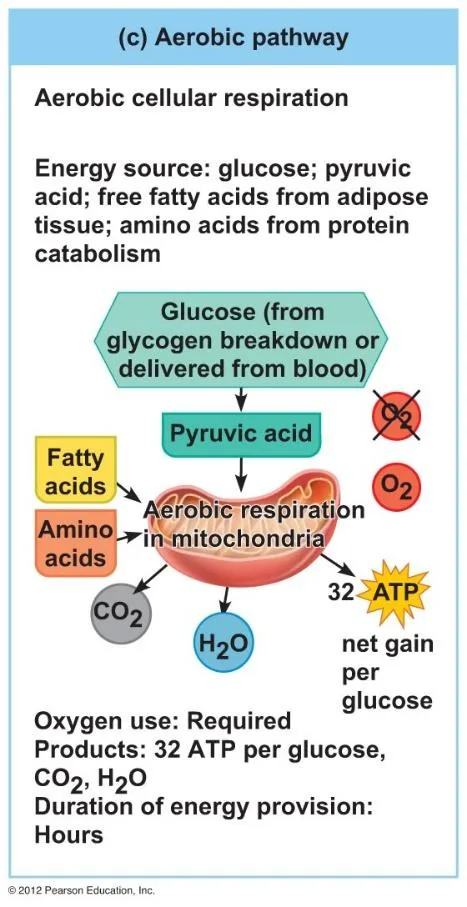 (c) Aerobic pathway
Aerobic cellular respiration
Energy source: glucose; pyruvic
acid; free fatty acids from adipose
tissue; amino acids from protein
catabolism
Glucose (from
glycogen breakdown or
delivered from blood)
O2
Pyruvic acid
Fatty
acids
O2
Aerobic respiration
in mitochondria
Amino
acids
32 ATP
CO2
H2O
net gain
per
glucose
Oxygen use: Required
Products: 32 ATP per glucose,
CO2, H2O
Duration of energy provision:
Hours
© 2012 Pearson Education, Inc.